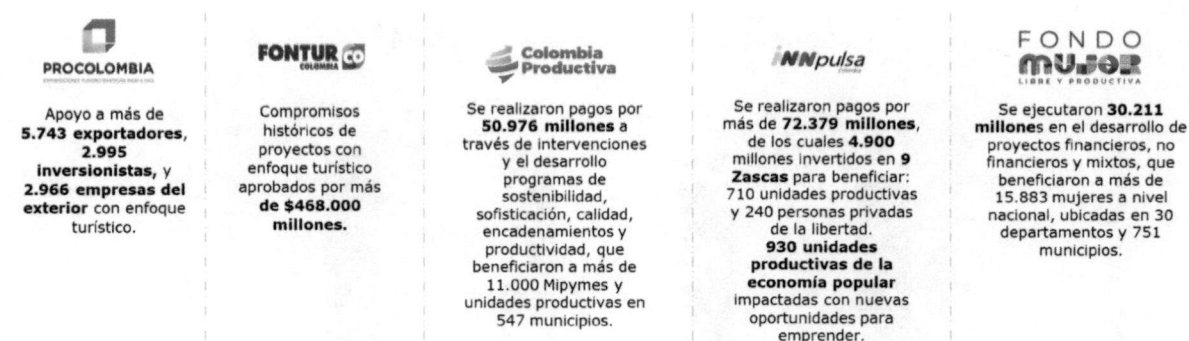 PROCOLOMBIA
Apoyo a más de
5.743 exportadores,
2.995
inversionistas, y
2.966 empresas del
exterior con enfoque
turístico.
FONTUR CO
COLOMBIA
Compromisos
históricos de
proyectos con
enfoque turístico
aprobados por más
de $468.000
millones.
Colombia
Productiva
Se realizaron pagos por
50.976 millones a
través de intervenciones
y el desarrollo
programas de
sostenibilidad,
sofisticación, calidad,
encadenamientos y
productividad, que
beneficiaron a más de
11.000 Mipymes y
unidades productivas en
547 municipios.
iNNpulsa
Colombia
Se realizaron pagos por
más de 72.379 millones,
de los cuales 4.900
millones invertidos en 9
Zascas para beneficiar:
710 unidades productivas
y 240 personas privadas
de la libertad.
930 unidades
productivas de la
economía popular
impactadas con nuevas
oportunidades para
emprender.
FONDO
mujer
LIBRE Y PRODUCTIVA
Se ejecutaron 30.211
millones en el desarrollo de
proyectos financieros, no
financieros y mixtos, que
beneficiaron a más de
15.883 mujeres a nivel
nacional, ubicadas en 30
departamentos y 751
municipios.